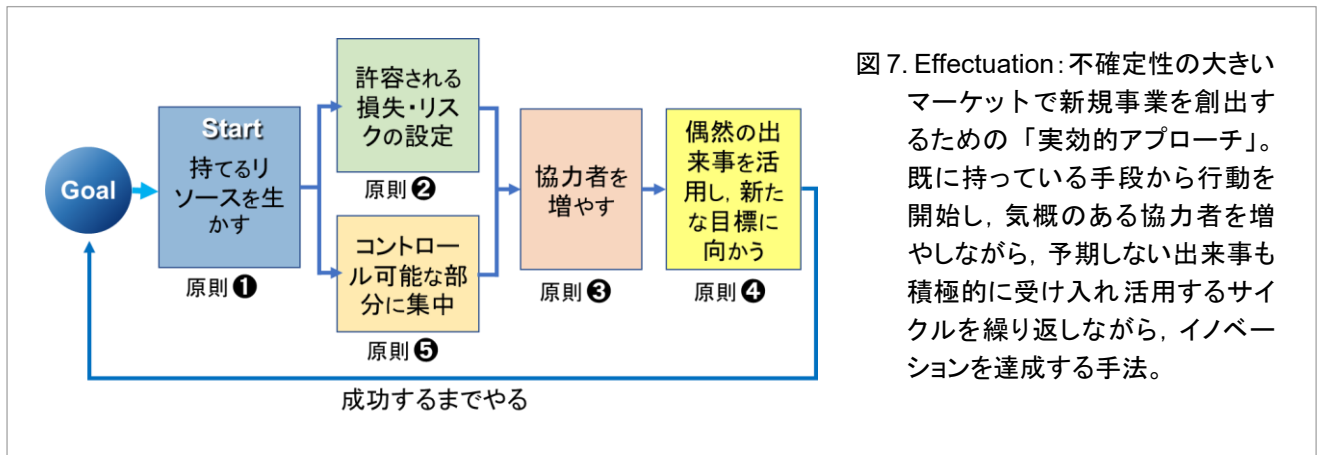 Goal
Start
持てるリ
ソースを生
かす
原則 ❶
許容される
損失・リス
クの設定
原則 ❷
コントロー
ル可能な部
分に集中
原則 ❺
協力者を
増やす
原則 ❸
偶然の出
来事を活
用し，新た
な目標に
向かう
原則 ❹
成功するまでやる
図 7. Effectuation：不確定性の大きい
マーケットで新規事業を創出す
るための「実効的アプローチ」。
既に持っている手段から行動を
開始し，気概のある協力者を増
やしながら，予期しない出来事も
積極的に受け入れ活用するサイ
クルを繰り返しながら，イノベー
ションを達成する手法。